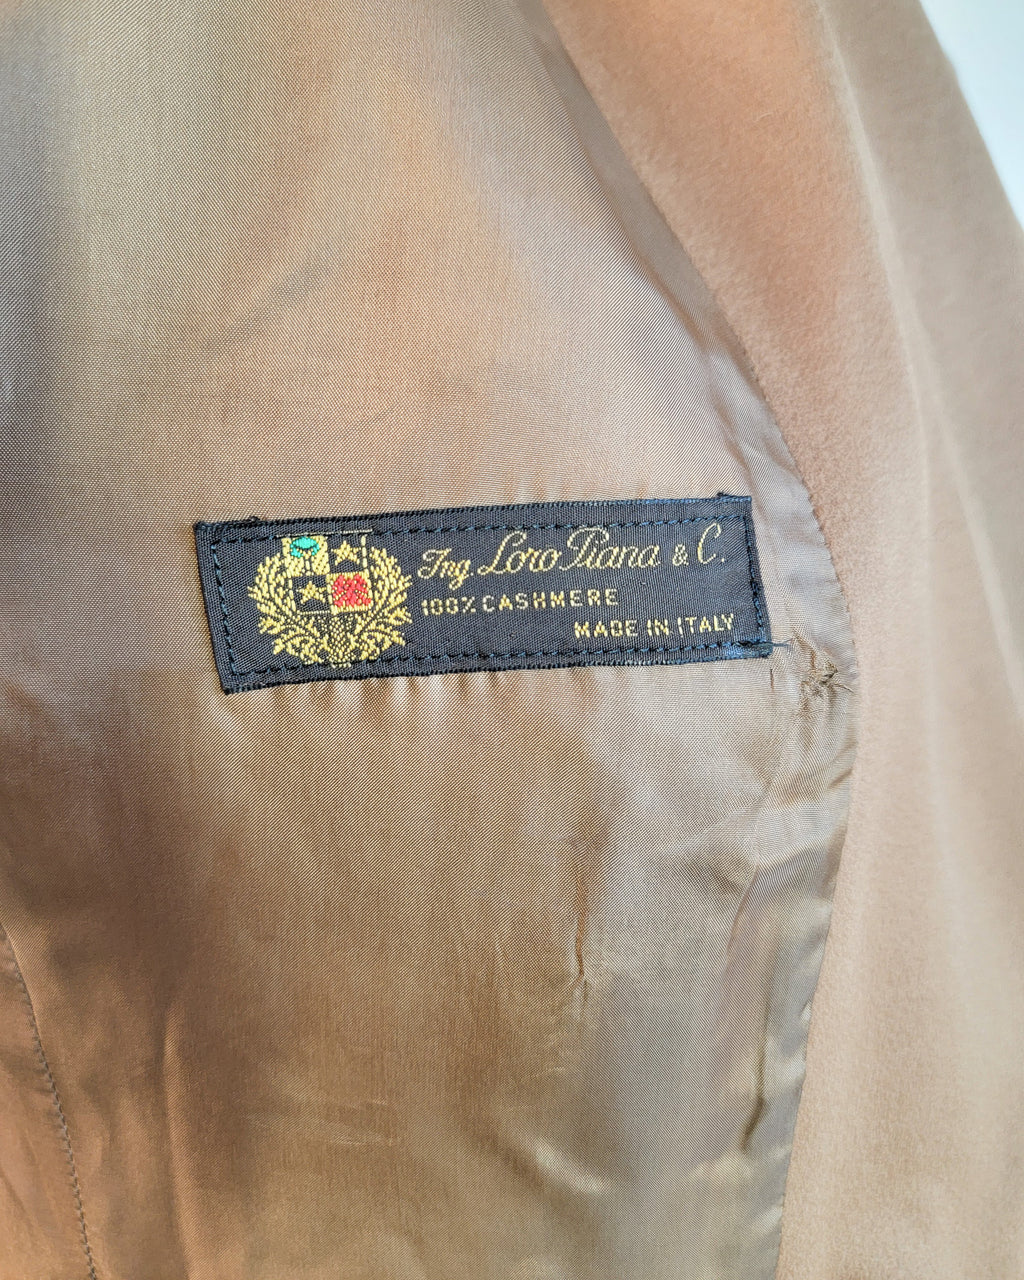 Ing Loro Piana & C.
100% CASHMERE
MADE IN ITALY